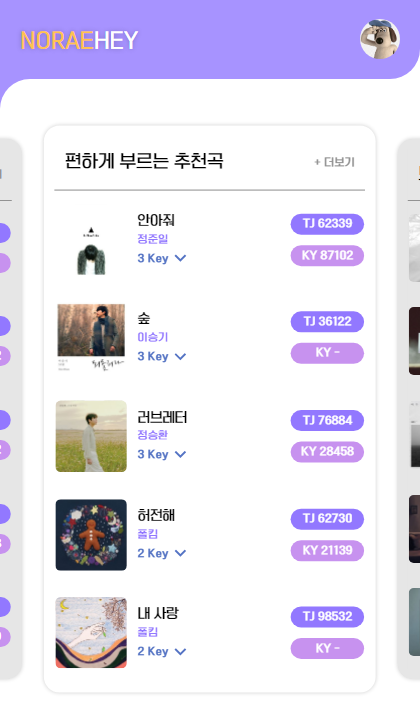 NORAEHEY
편하게 부르는 추천곡
+ 더보기
안아줘
정준일
3 Key
TJ 62339
KY 87102
숲
이승기
3 Key
TJ 36122
KY -
러브레터
정승환
3 Key
TJ 76884
KY 28458
허전해
폴킴
2 Key
TJ 62730
KY 21139
내 사랑
폴킴
2 Key
TJ 98532
KY -